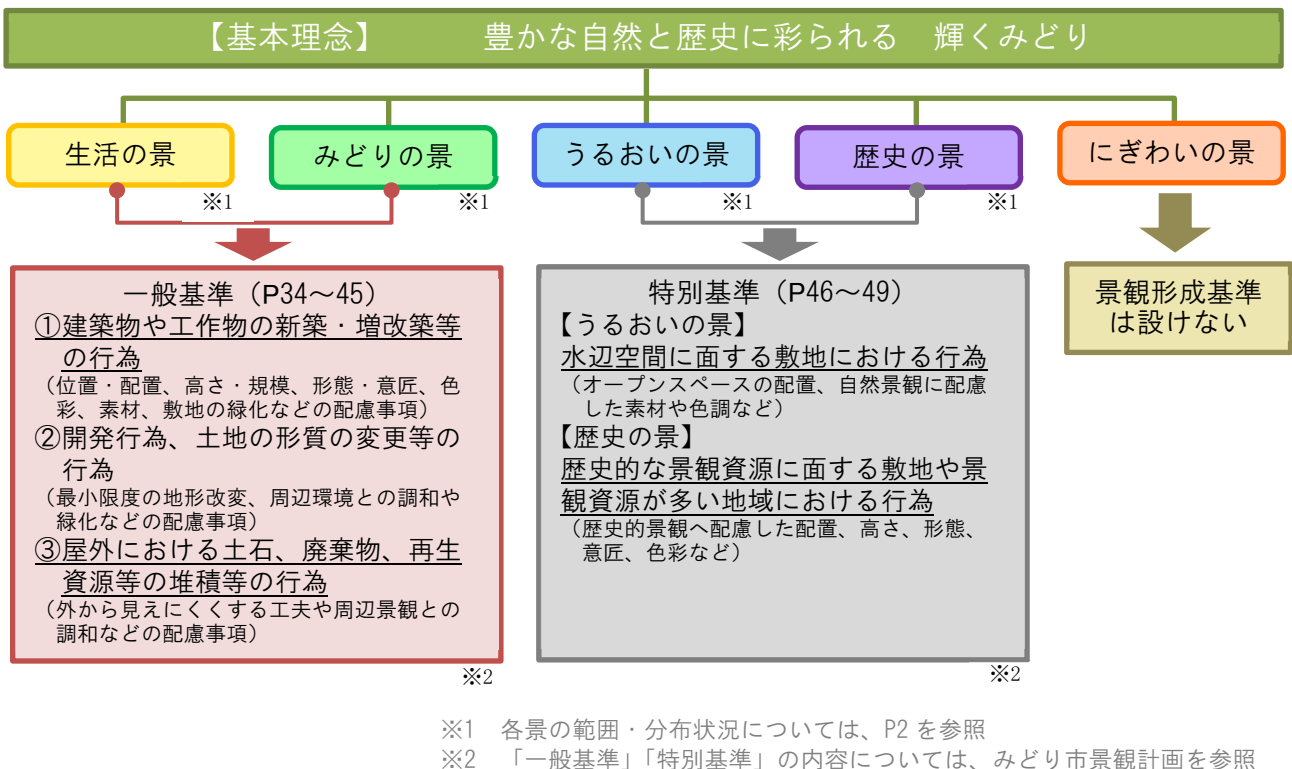 【基本理念】　　豊かな自然と歴史に彩られる　輝くみどり
生活の景
みどりの景
うるおいの景
歴史の景
にぎわいの景
※1
※1
※1
※1
一般基準（P34～45）
①建築物や工作物の新築・増改築等
の行為
（位置・配置、高さ・規模、形態・意匠、色
彩、素材、敷地の緑化などの配慮事項）
②開発行為、土地の形質の変更等の
行為
（最小限度の地形改変、周辺環境との調和や
緑化などの配慮事項）
③屋外における土石、廃棄物、再生
資源等の堆積等の行為
（外から見えにくくする工夫や周辺景観との
調和などの配慮事項）
※2
特別基準（P46～49）
【うるおいの景】
水辺空間に面する敷地における行為
（オープンスペースの配置、自然景観に配慮
した素材や色調など）
【歴史の景】
歴史的な景観資源に面する敷地や景
観資源が多い地域における行為
（歴史的景観へ配慮した配置、高さ、形態、
意匠、色彩など）
※2
景観形成基準
は設けない
※1　各景の範囲・分布状況については、P2 を参照
※2　「一般基準」「特別基準」の内容については、みどり市景観計画を参照